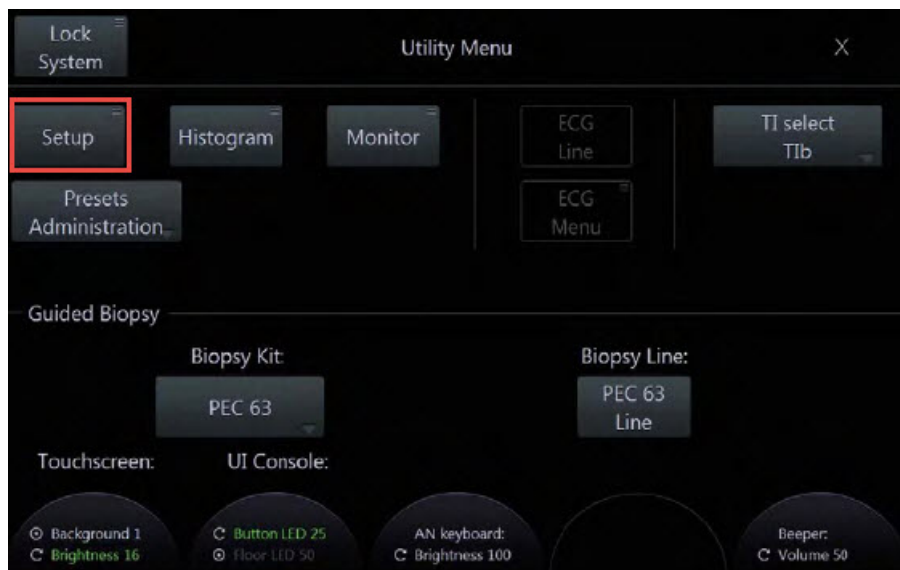 Lock
System
Utility Menu
X
Setup
Histogram
Monitor
ECG
Line
TI select
TIb
Presets
Administration
ECG
Menu
Guided Biopsy
Biopsy Kit:
Biopsy Line:
PEC 63
PEC 63
Line
Touchscreen:
UI Console:
Background 1
Brightness 16
Button LED 25
Floor LED 50
AN keyboard:
Brightness 100
Beeper:
Volume 50